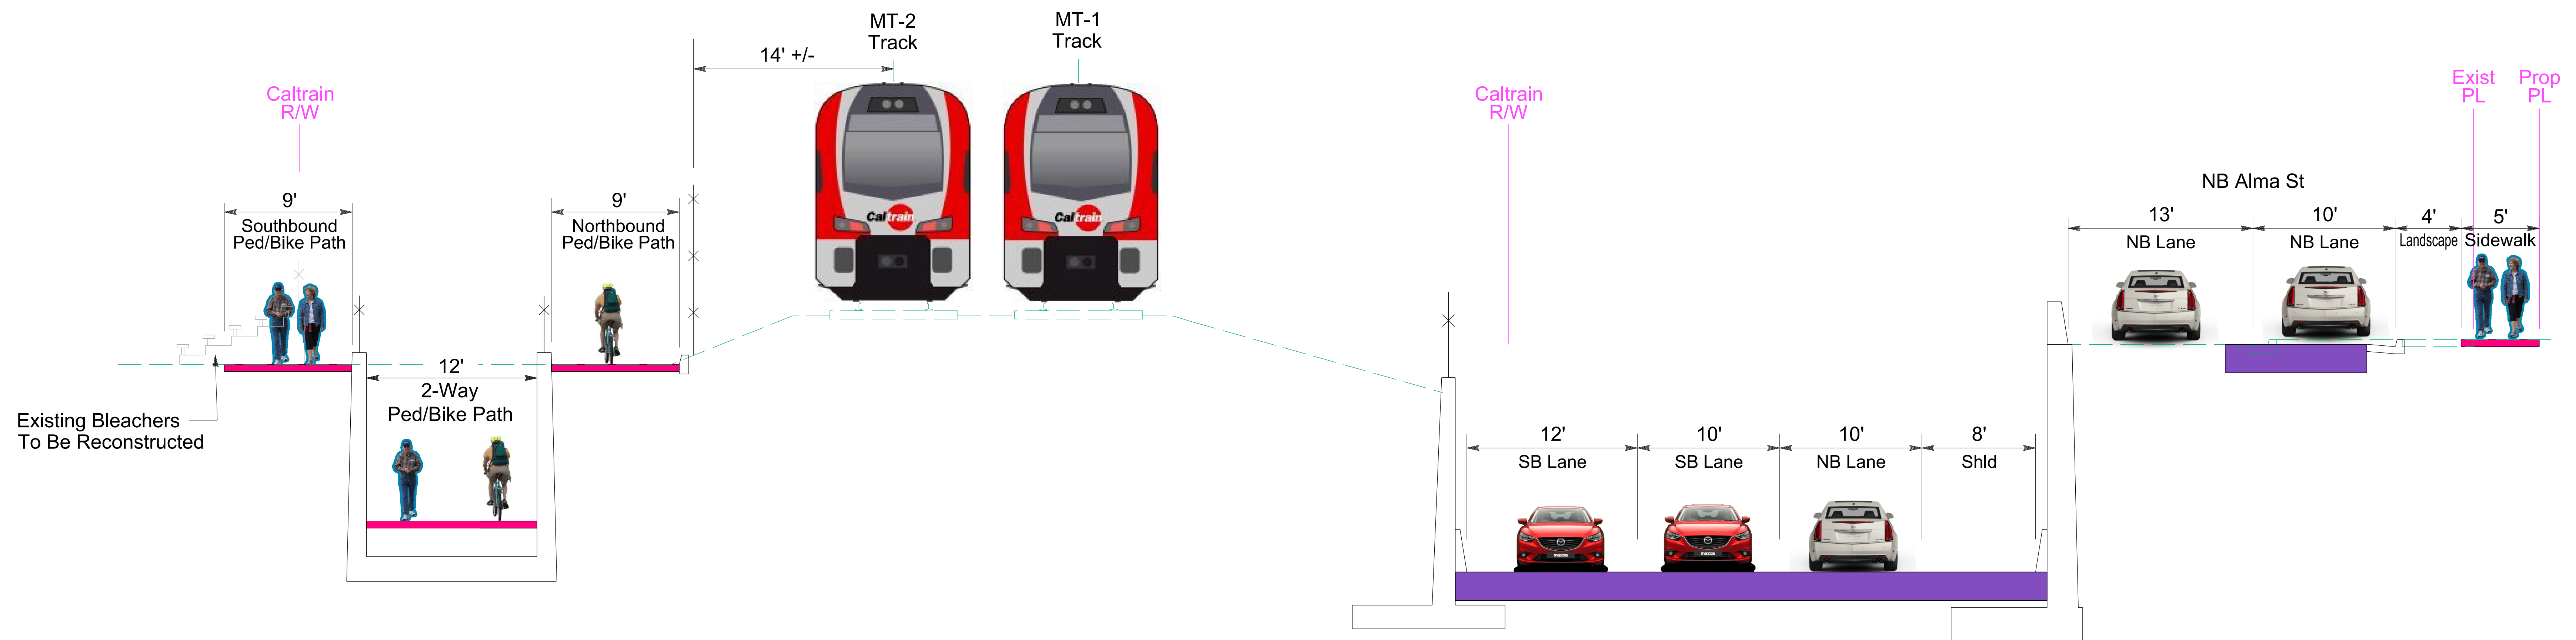 MT-2
Track
MT-1
Track
14' +/-
Caltrain
R/W
Caltrain
R/W
Exist
PL
Prop
PL
9'
Southbound
Ped/Bike Path
9'
Northbound
Ped/Bike Path
Caltrain
Caltrain
NB Alma St
13'
NB Lane
10'
NB Lane
4'
Landscape
5'
Sidewalk
12'
2-Way
Ped/Bike Path
Existing Bleachers
To Be Reconstructed
12'
SB Lane
10'
SB Lane
10'
NB Lane
8'
Shld